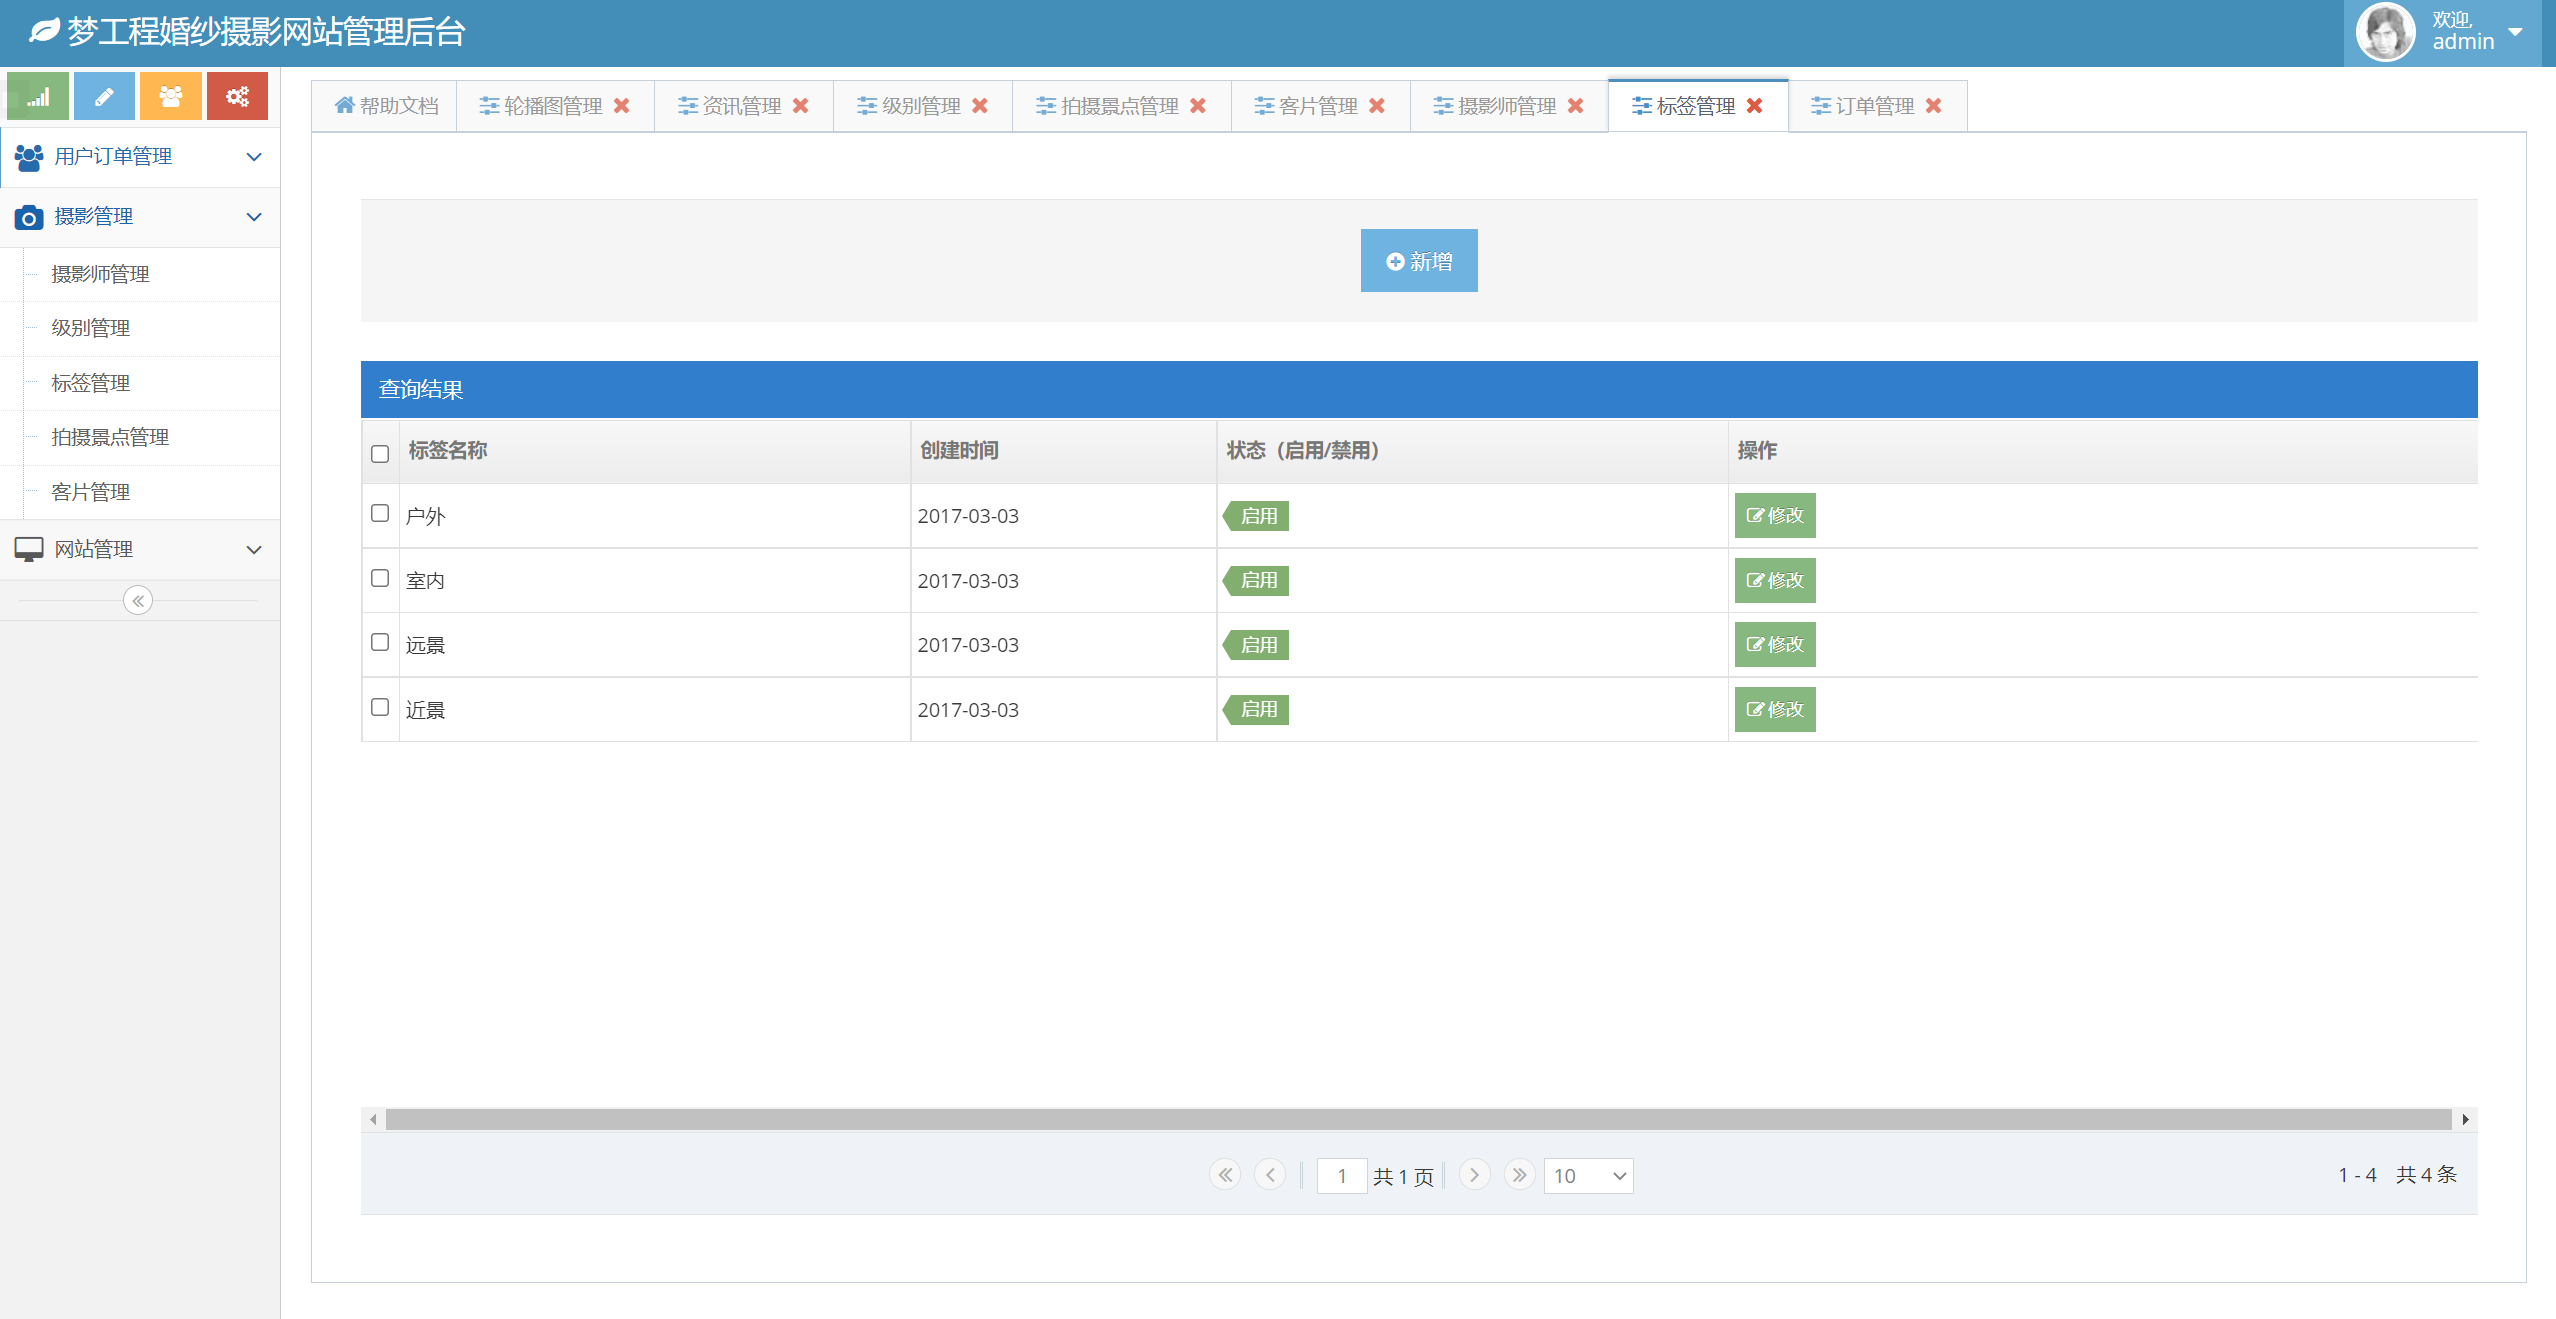 梦工程婚纱摄影网站管理后台
欢迎,
admin
帮助文档 轮播图管理 资讯管理 级别管理 拍摄景点管理 客片管理 摄影师管理 标签管理 订单管理
用户订单管理
摄影管理
摄影师管理
级别管理
标签管理
拍摄景点管理
客片管理
网站管理
新增
查询结果
标签名称 创建时间 状态（启用/禁用） 操作
户外 2017-03-03 启用 修改
室内 2017-03-03 启用 修改
远景 2017-03-03 启用 修改
近景 2017-03-03 启用 修改
1 共 1 页 10 1 - 4 共 4 条